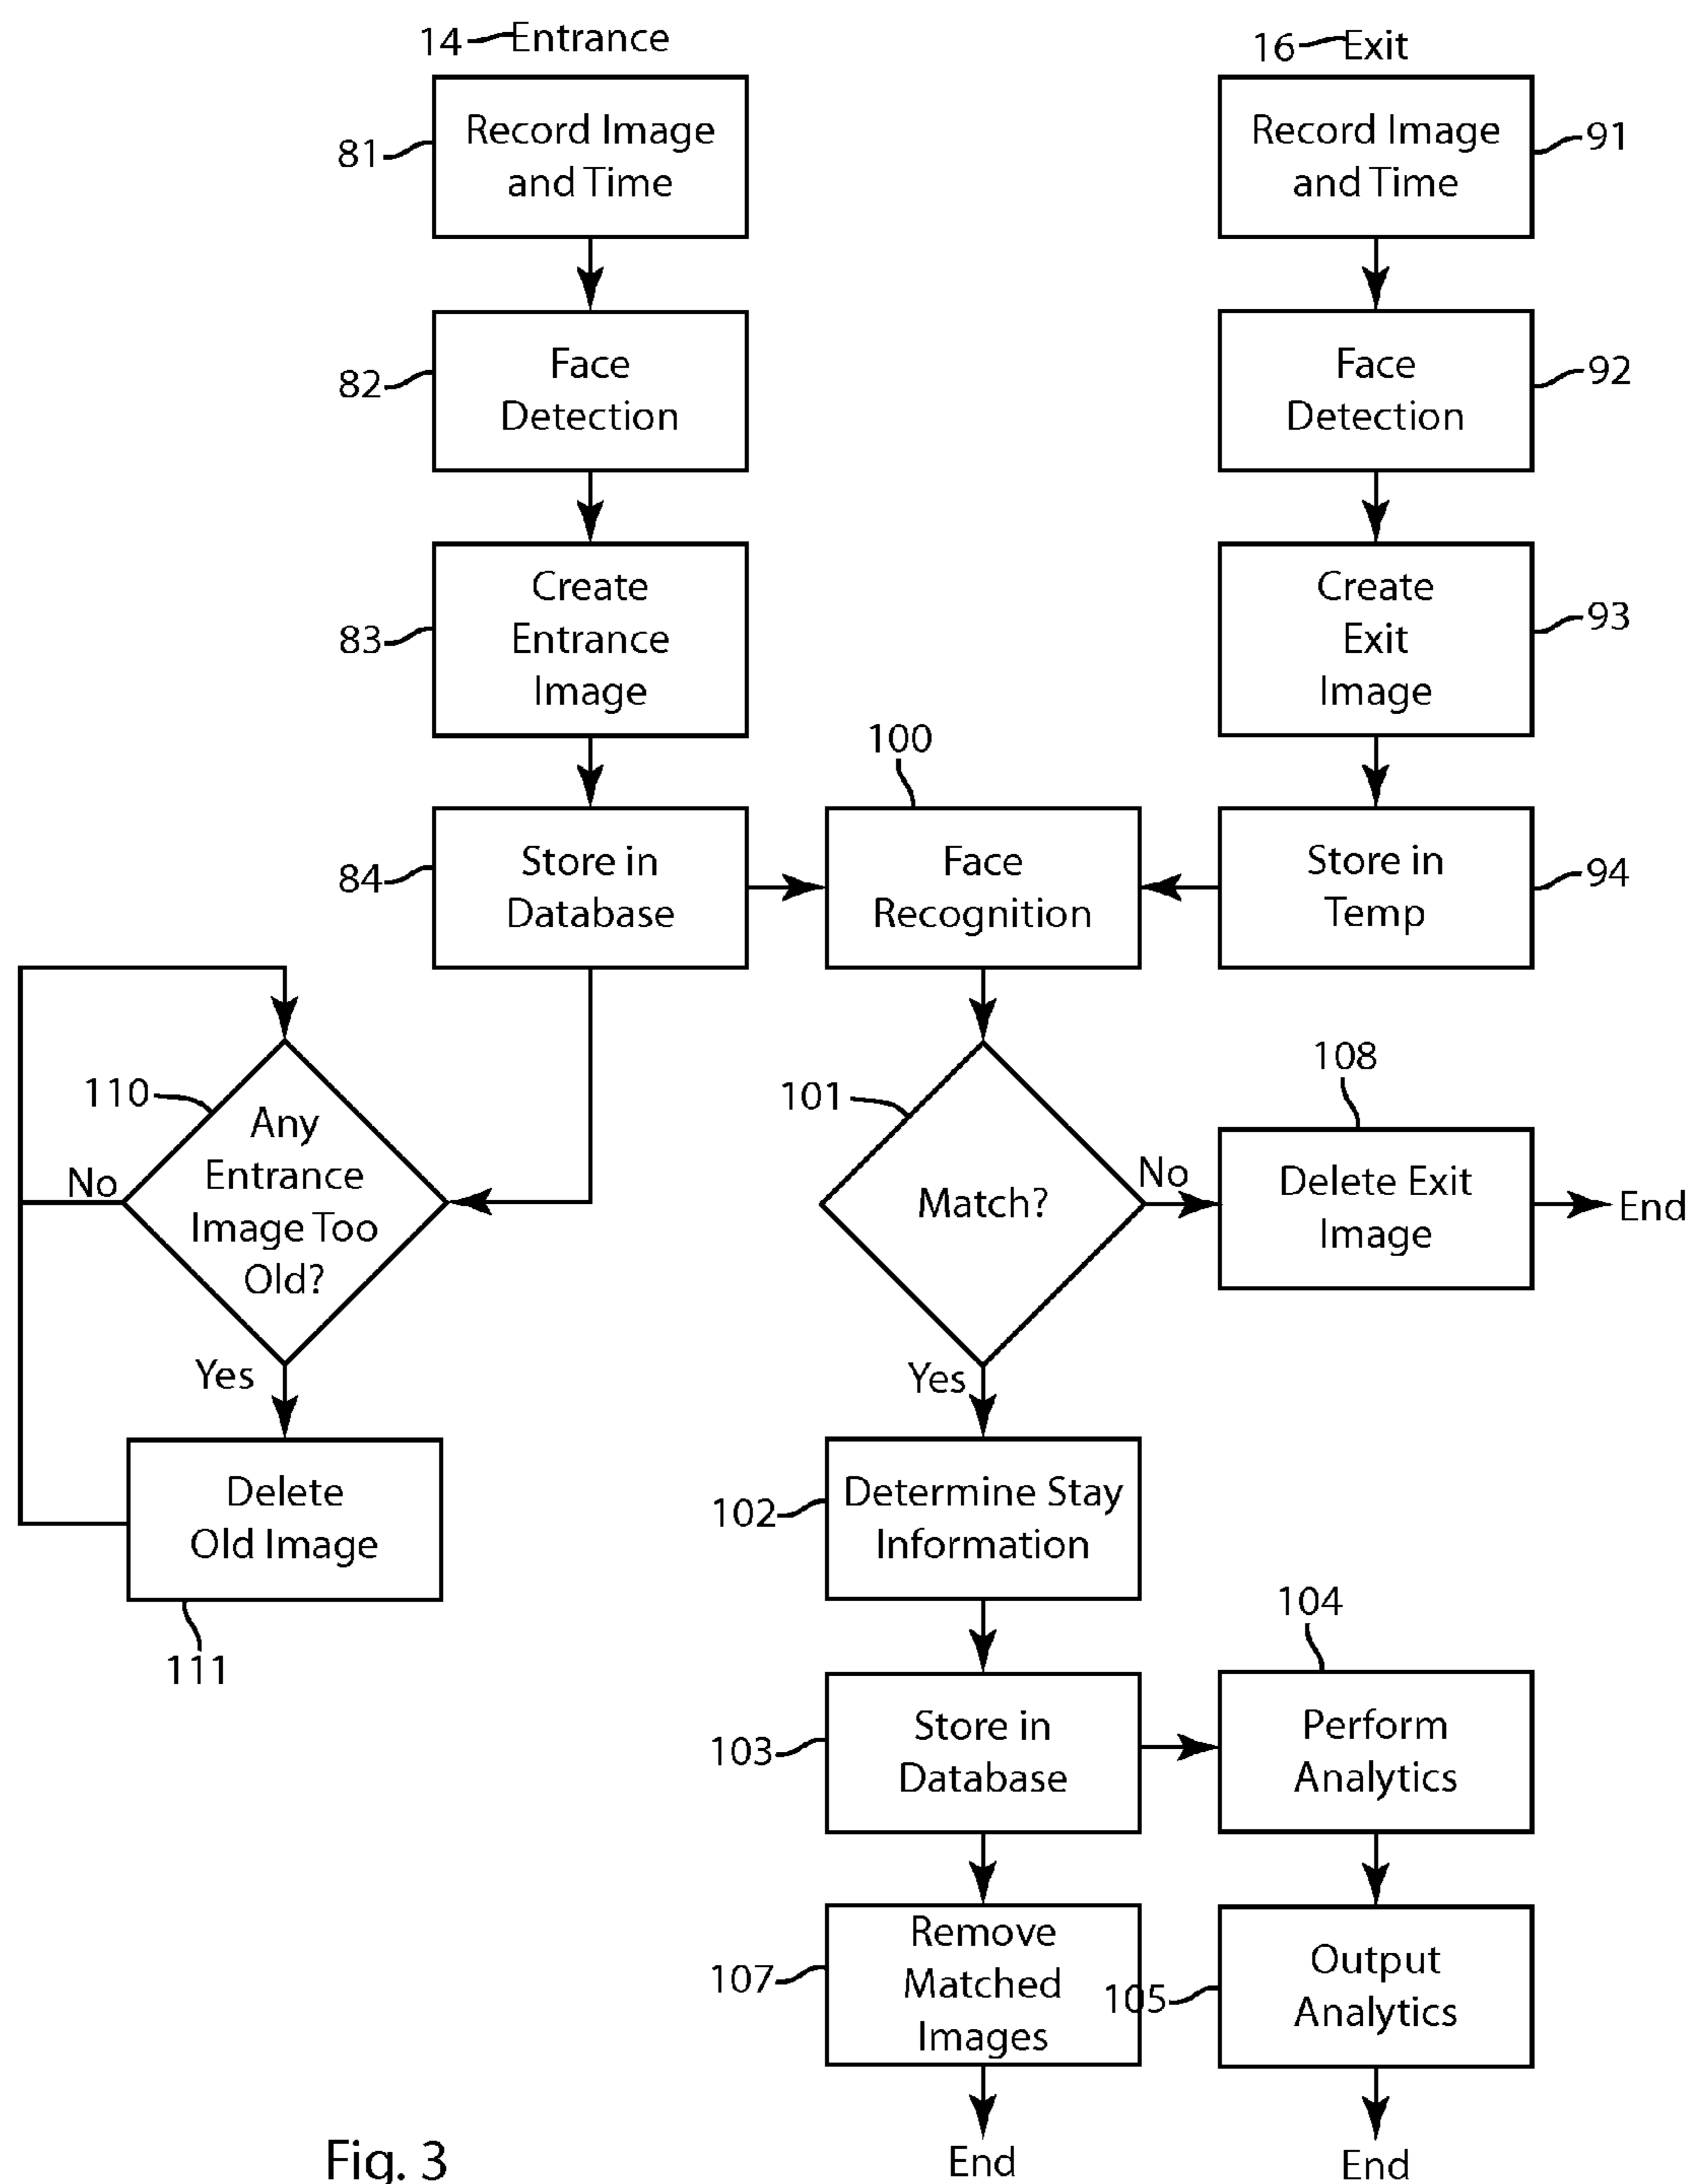 14 Entrance
81
Record Image
and Time
82
Face
Detection
83
Create
Entrance
Image
84
Store in
Database
16 Exit
Record Image
and Time
91
Face
Detection
92
Create
Exit
Image
93
Store in
Temp
94
100
Face
Recognition
110
Any
Entrance
Image Too
Old?
No
Yes
Delete
Old Image
111
101
Match?
No
108
Delete Exit
Image
End
Yes
102
Determine Stay
Information
103
Store in
Database
104
Perform
Analytics
107
Remove
Matched
Images
End
105
Output
Analytics
End
Fig. 3